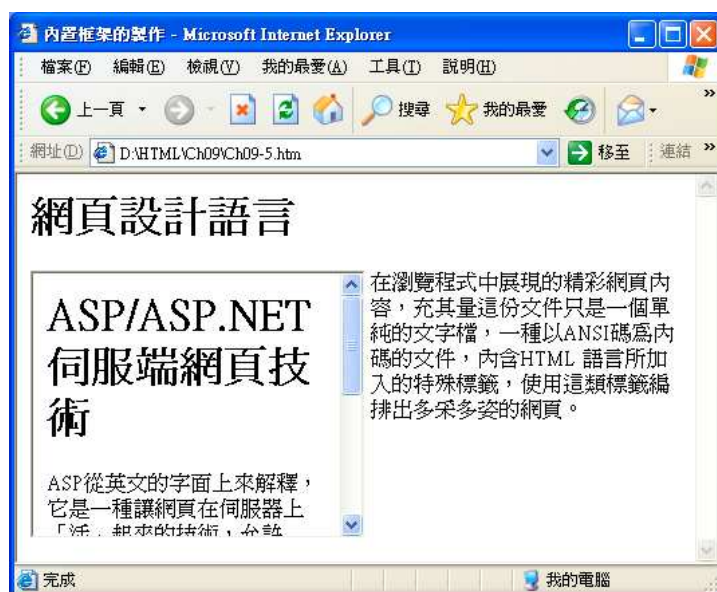 內置框架的製作 - Microsoft Internet Explorer
檔案(F) 編輯(E) 檢視(V) 我的最愛(A) 工具(T) 說明(H)
上一頁 搜尋 我的最愛 »
網址(D) D:\HTML\Ch09\Ch09-5.htm 移至 連結 »
網頁設計語言
ASP/ASP.NET
伺服端網頁技
術
ASP從英文的字面上來解釋，
它是一種讓網頁在伺服器上
「活」起來的技術，允許
在瀏覽程式中展現的精彩網頁內
容，充其量這份文件只是一個單
純的文字檔，一種以ANSI碼為內
碼的文件，內含HTML 語言所加
入的特殊標籤，使用這類標籤編
排出多采多姿的網頁。
完成 我的電腦